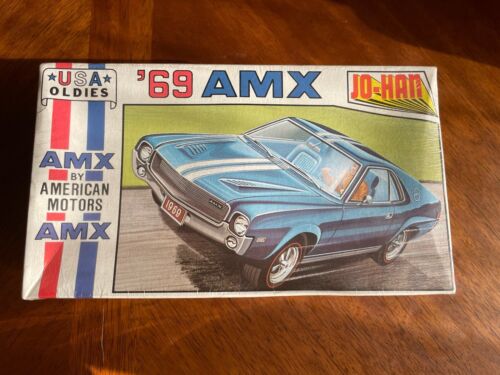 USA
OLDIES
'69 AMX
JO-HAN
AMX
BY
AMERICAN
MOTORS
AMX
1969